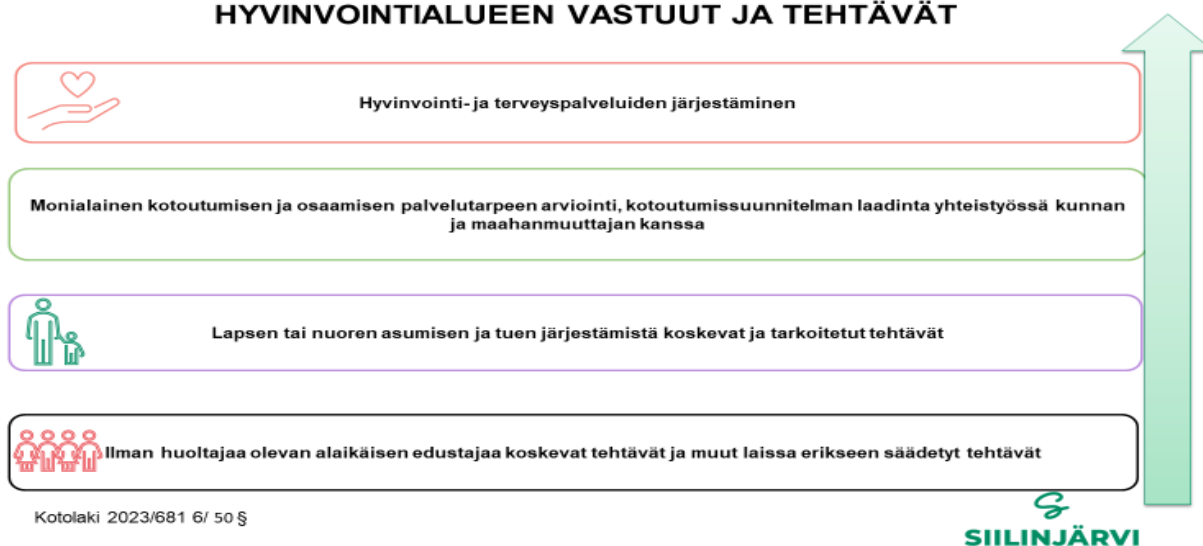 HYVINVOINTIALUEEN VASTUUT JA TEHTÄVÄT
Hyvinvointi- ja terveyspalveluiden järjestäminen
Monialainen kotoutumisen ja osaamisen palvelutarpeen arviointi, kotoutumissuunnitelman laadinta yhteistyössä kunnan
ja maahanmuuttajan kanssa
Lapsen tai nuoren asumisen ja tuen järjestämistä koskevat ja tarkoitetut tehtävät
Ilman huoltajaa olevan alaikäisen edustajaa koskevat tehtävät ja muut laissa erikseen säädetyt tehtävät
Kotolaki 2023/681 6/ 50 §
SIILINJÄRVI